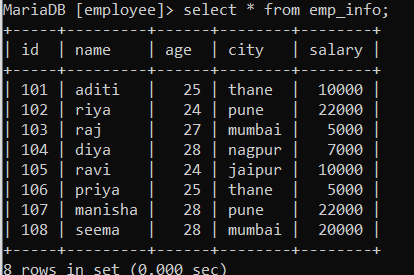 MariaDB [employee]> select * from emp_info;
+-----+---------+------+--------+--------+
| id  | name    | age  | city   | salary |
+-----+---------+------+--------+--------+
| 101 | aditi   |   25 | thane  |  10000 |
| 102 | riya    |   24 | pune   |  22000 |
| 103 | raj     |   27 | mumbai |   5000 |
| 104 | diya    |   28 | nagpur |   7000 |
| 105 | ravi    |   24 | jaipur |  10000 |
| 106 | priya   |   25 | thane  |   5000 |
| 107 | manisha |   28 | pune   |  22000 |
| 108 | seema   |   28 | mumbai |  20000 |
+-----+---------+------+--------+--------+
8 rows in set (0.000 sec)